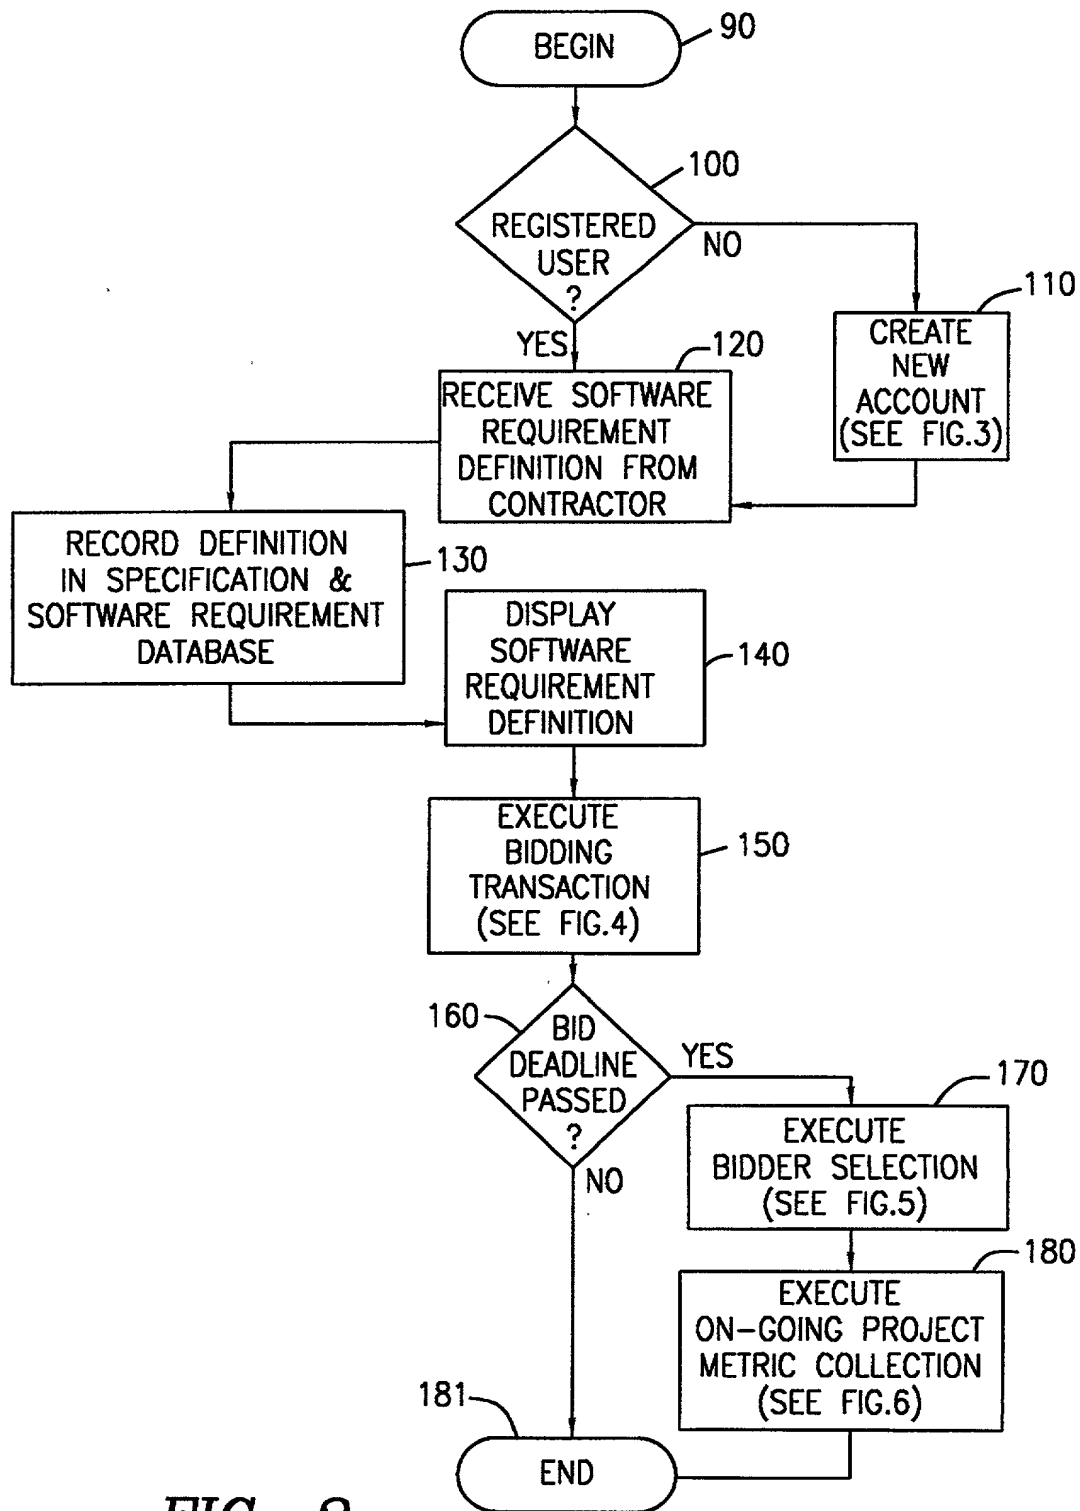 BEGIN
90
100
REGISTERED
USER
?
NO
YES
110
CREATE
NEW
ACCOUNT
(SEE FIG.3)
120
RECEIVE SOFTWARE
REQUIREMENT
DEFINITION FROM
CONTRACTOR
RECORD DEFINITION
IN SPECIFICATION &
SOFTWARE REQUIREMENT
DATABASE
130
DISPLAY
SOFTWARE
REQUIREMENT
DEFINITION
140
EXECUTE
BIDDING
TRANSACTION
(SEE FIG.4)
150
160
BID
DEADLINE
PASSED
?
YES
NO
170
EXECUTE
BIDDER SELECTION
(SEE FIG.5)
180
EXECUTE
ON-GOING PROJECT
METRIC COLLECTION
(SEE FIG.6)
181
END